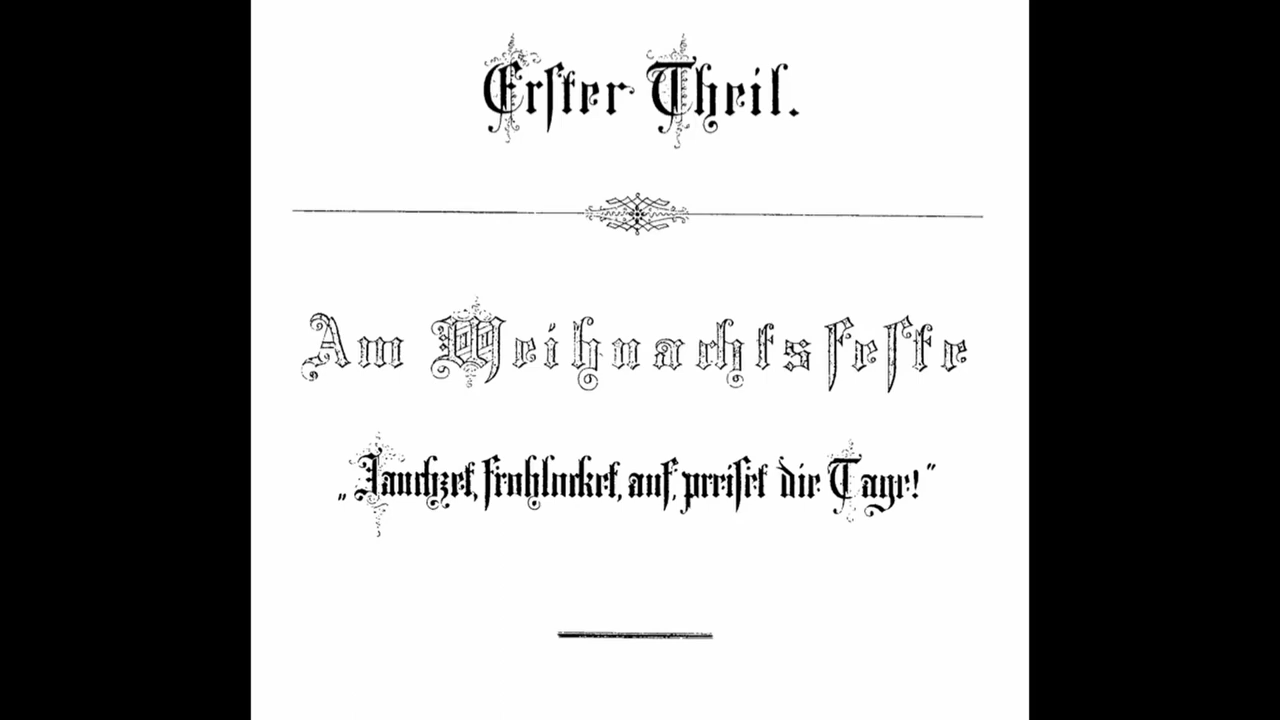 Erster Theil.
Am Weihnachtsfeste
„Jauchzet, frohlocket, auf, preiset die Tage!“